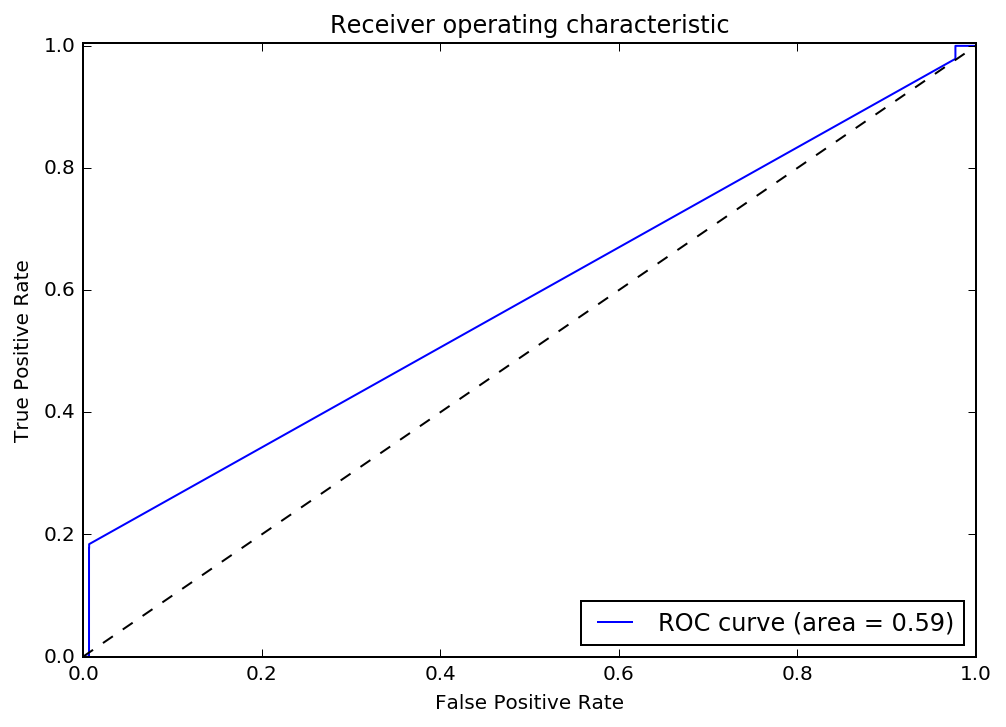 Receiver operating characteristic
1.0
0.8
0.6
0.4
0.2
0.0
True Positive Rate
ROC curve (area = 0.59)
0.0 0.2 0.4 0.6 0.8 1.0
False Positive Rate